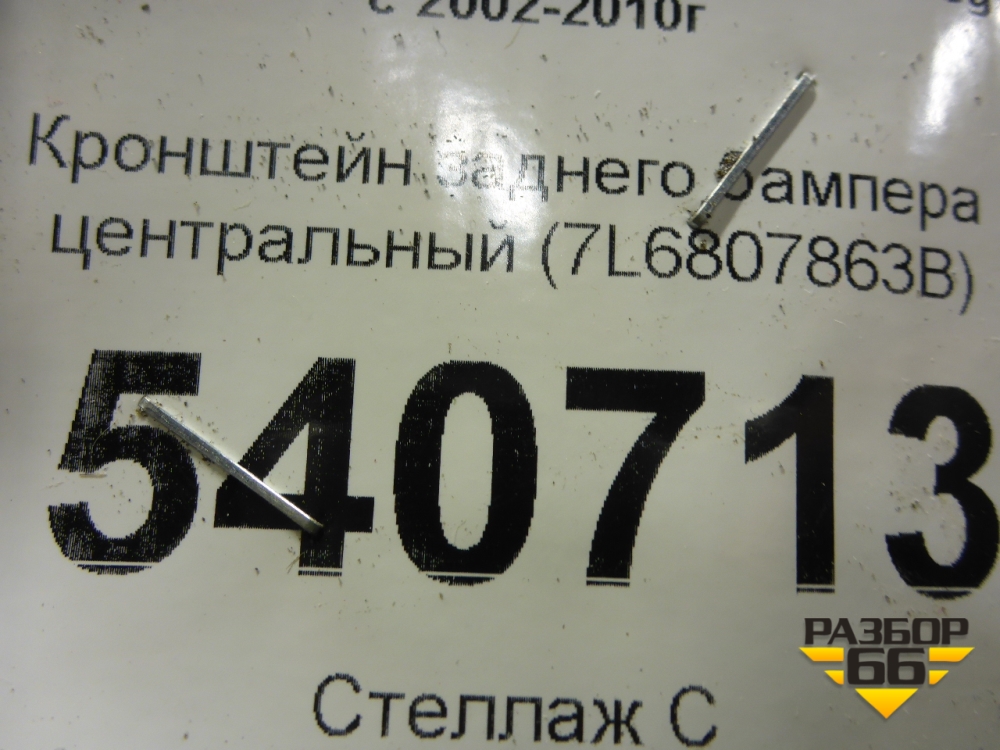 с 2002-2010г
Кронштейн заднего бампера
центральный (7L6807863B)
540713
Стеллаж С
РАЗБОР
66